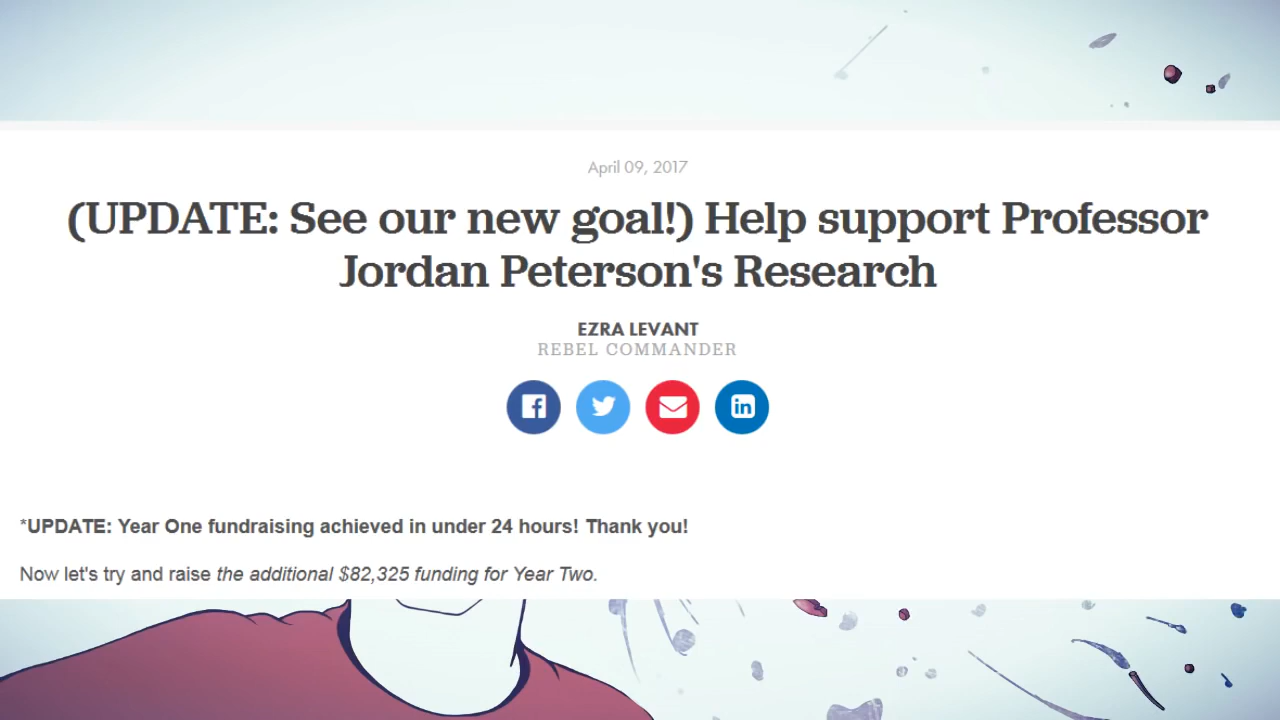 April 09, 2017
(UPDATE: See our new goal!) Help support Professor
Jordan Peterson's Research
EZRA LEVANT
REBEL COMMANDER
*UPDATE: Year One fundraising achieved in under 24 hours! Thank you!
Now let's try and raise the additional $82,325 funding for Year Two.